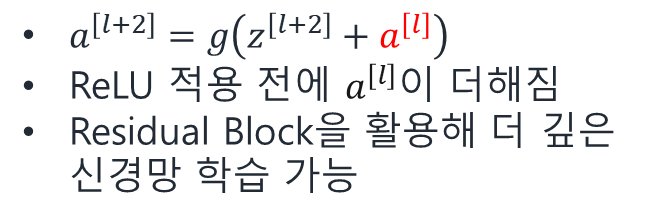 • a^{[l+2]} = g(z^{[l+2]} + a^{[l]})
• ReLU 적용 전에 a^{[l]}이 더해짐
• Residual Block을 활용해 더 깊은
신경망 학습 가능